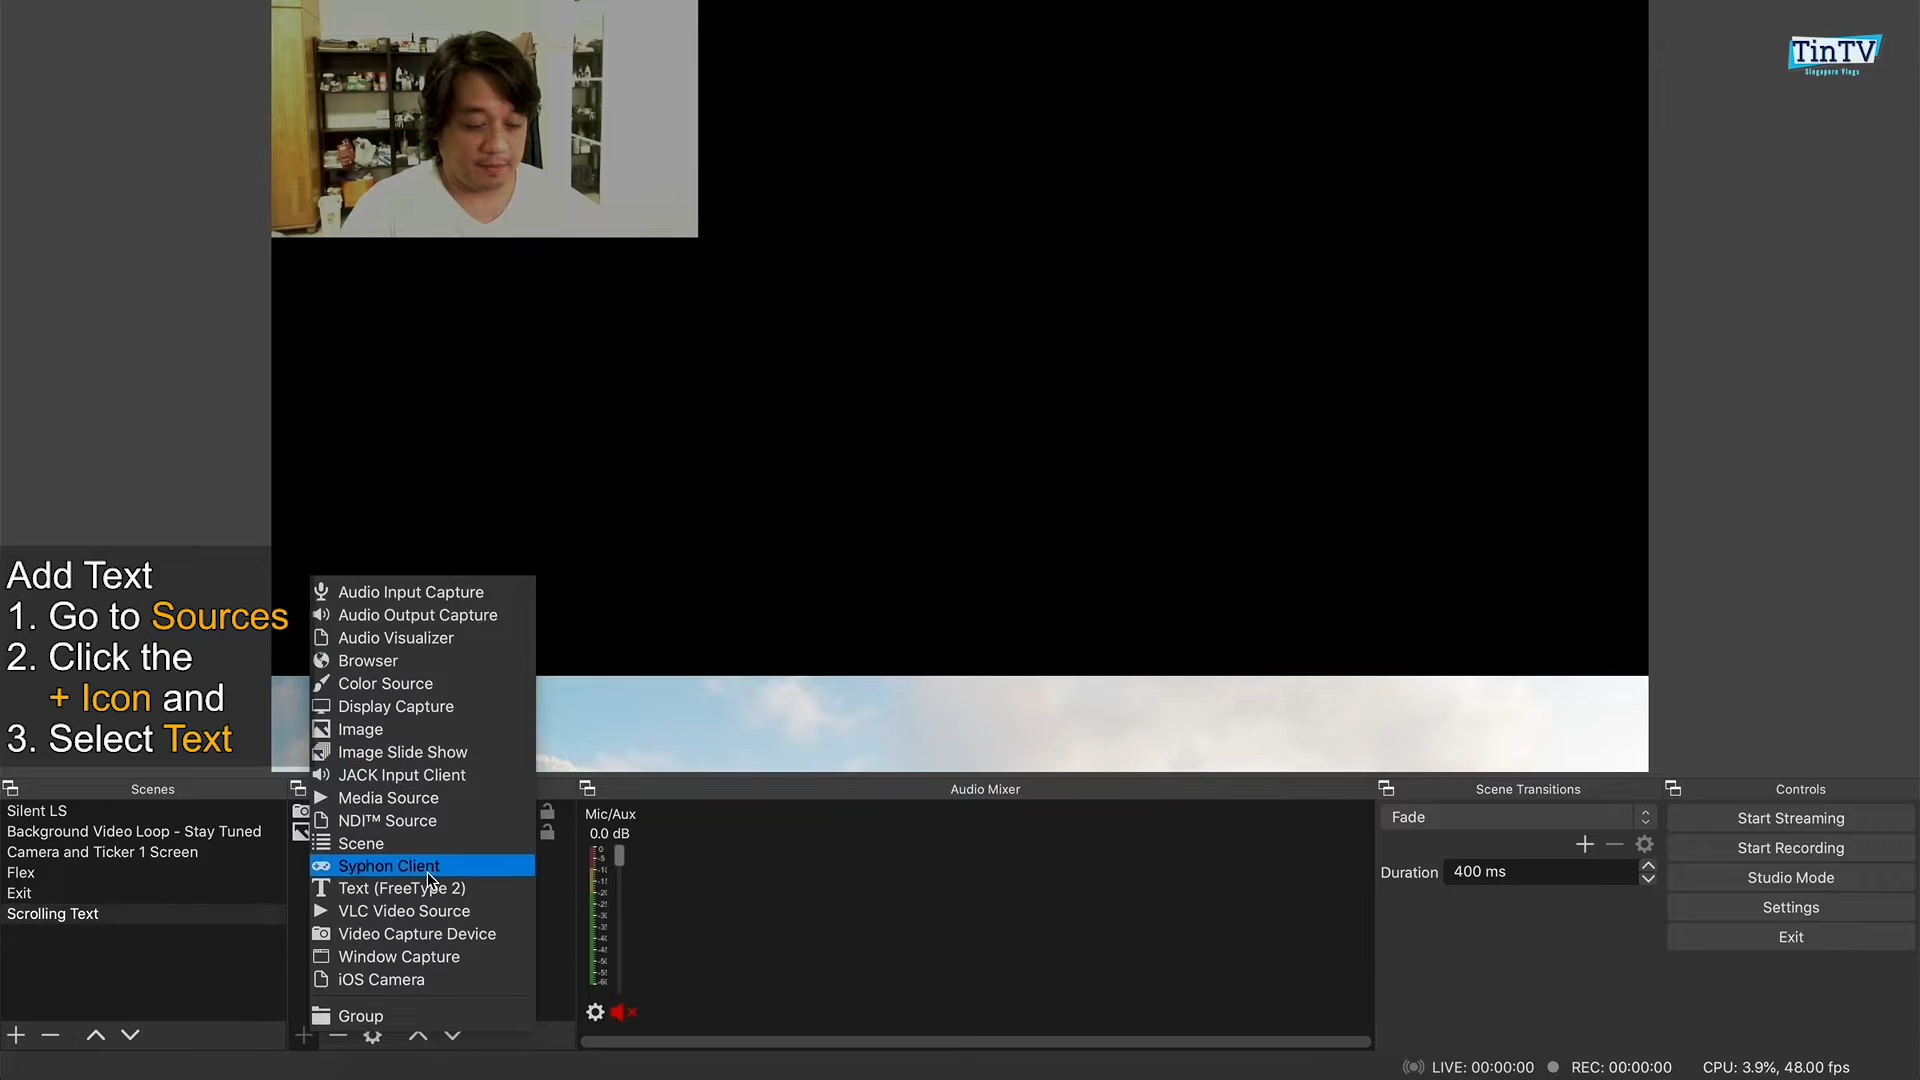 TinTV
Singapore Vlogs
Add Text
1. Go to Sources
2. Click the
+ Icon and
3. Select Text
Audio Input Capture
Audio Output Capture
Audio Visualizer
Browser
Color Source
Display Capture
Image
Image Slide Show
JACK Input Client
Media Source
NDI™ Source
Scene
Syphon Client
Text (FreeType 2)
VLC Video Source
Video Capture Device
Window Capture
iOS Camera
Group
Scenes
Silent LS
Background Video Loop - Stay Tuned
Camera and Ticker 1 Screen
Flex
Exit
Scrolling Text
Audio Mixer
Mic/Aux
0.0 dB
Scene Transitions
Fade
Duration 400 ms
Controls
Start Streaming
Start Recording
Studio Mode
Settings
Exit
LIVE: 00:00:00 REC: 00:00:00 CPU: 3.9%, 48.00 fps